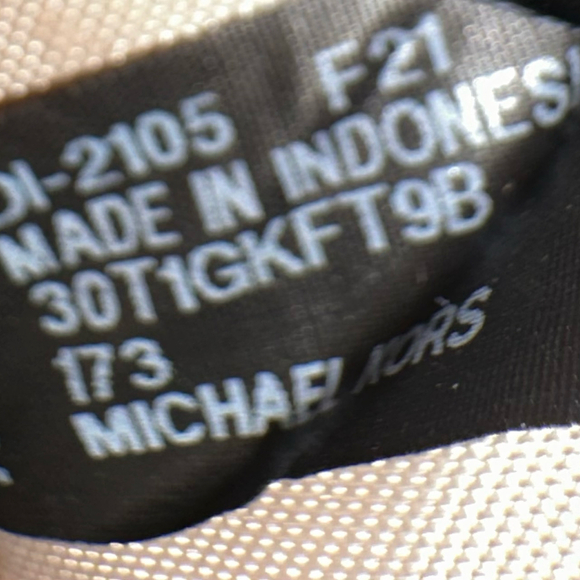 DI-2105 F21
MADE IN INDONESI
30T1GKFT9B
173
MICHAEL KORS